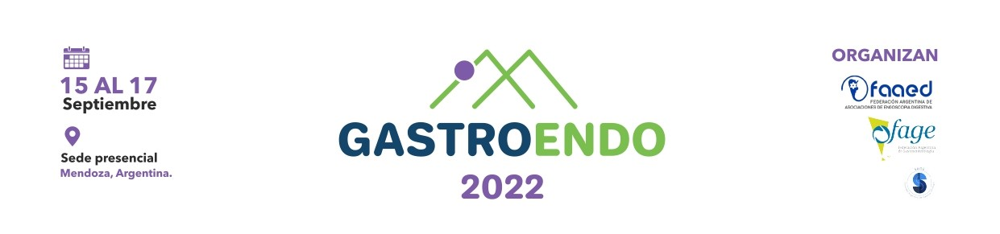 15 AL 17
Septiembre
Sede presencial
Mendoza, Argentina.
GASTROENDO
2022
ORGANIZAN
faaed
FEDERACIÓN ARGENTINA DE
ASOCIACIONES DE ENDOSCOPIA DIGESTIVA
fage
Federación Argentina
de Gastroenterología